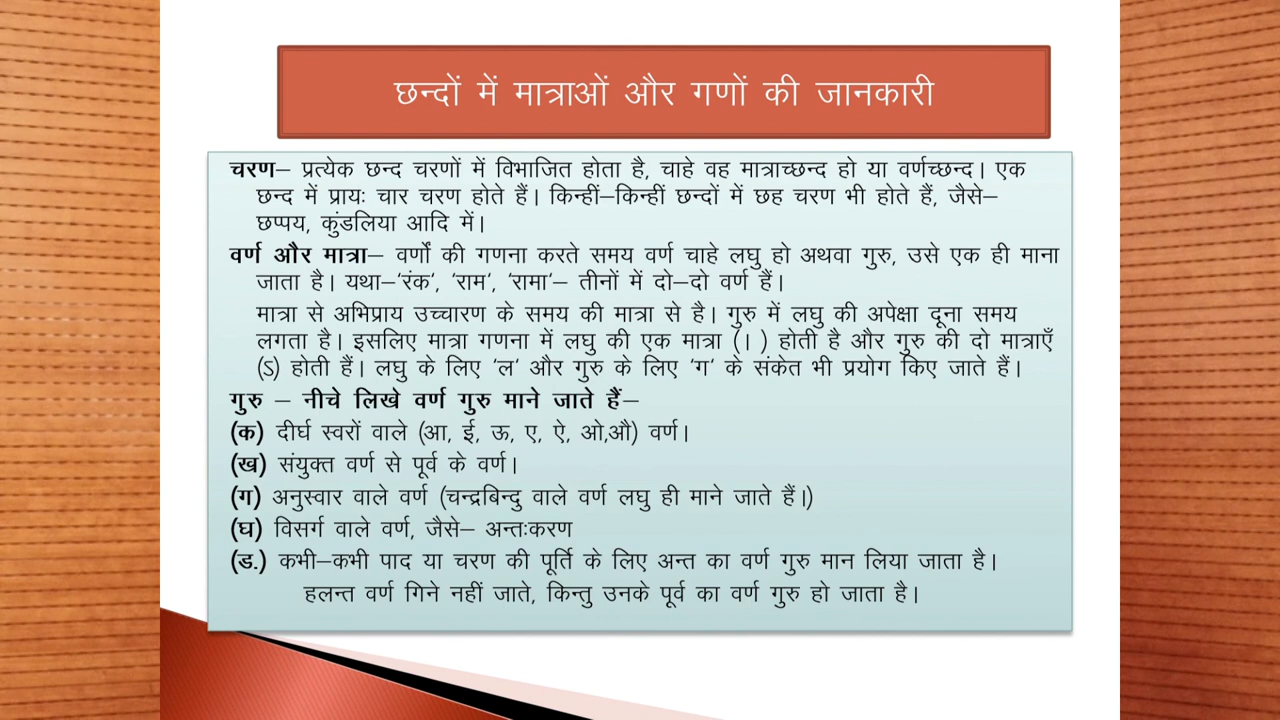 छन्दों में मात्राओं और गणों की जानकारी
चरण– प्रत्येक छन्द चरणों में विभाजित होता है, चाहे वह मात्राच्छन्द हो या वर्णच्छन्द। एक
छन्द में प्रायः चार चरण होते हैं। किन्हीं–किन्हीं छन्दों में छह चरण भी होते हैं, जैसे–
छप्पय, कुंडलिया आदि में।
वर्ण और मात्रा– वर्णों की गणना करते समय वर्ण चाहे लघु हो अथवा गुरु, उसे एक ही माना
जाता है। यथा–‘रंक’, ‘राम’, ‘रामा’– तीनों में दो–दो वर्ण हैं।
मात्रा से अभिप्राय उच्चारण के समय की मात्रा से है। गुरु में लघु की अपेक्षा दूना समय
लगता है। इसलिए मात्रा गणना में लघु की एक मात्रा (। ) होती है और गुरु की दो मात्राएँ
(S) होती हैं। लघु के लिए ‘ल’ और गुरु के लिए ‘ग’ के संकेत भी प्रयोग किए जाते हैं।
गुरु – नीचे लिखे वर्ण गुरु माने जाते हैं–
(क) दीर्घ स्वरों वाले (आ, ई, ऊ, ए, ऐ, ओ,औ) वर्ण।
(ख) संयुक्त वर्ण से पूर्व के वर्ण।
(ग) अनुस्वार वाले वर्ण (चन्द्रबिन्दु वाले वर्ण लघु ही माने जाते हैं।)
(घ) विसर्ग वाले वर्ण, जैसे– अन्तःकरण
(ड.) कभी–कभी पाद या चरण की पूर्ति के लिए अन्त का वर्ण गुरु मान लिया जाता है।
हलन्त वर्ण गिने नहीं जाते, किन्तु उनके पूर्व का वर्ण गुरु हो जाता है।